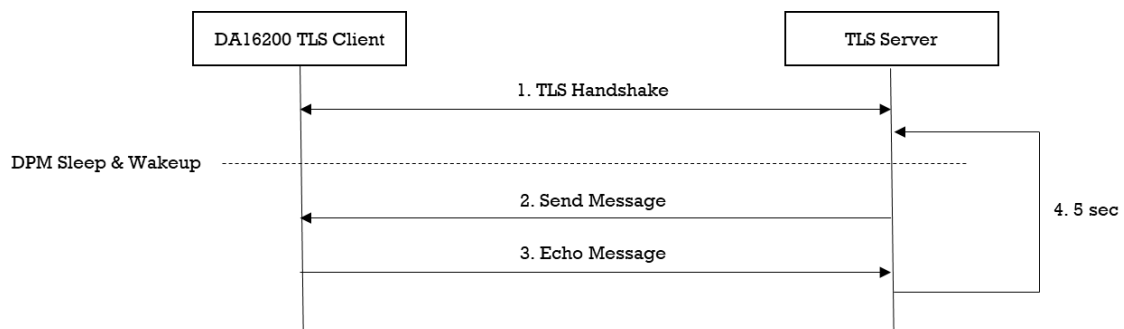 DA16200 TLS Client
TLS Server
1. TLS Handshake
DPM Sleep & Wakeup
2. Send Message
4. 5 sec
3. Echo Message